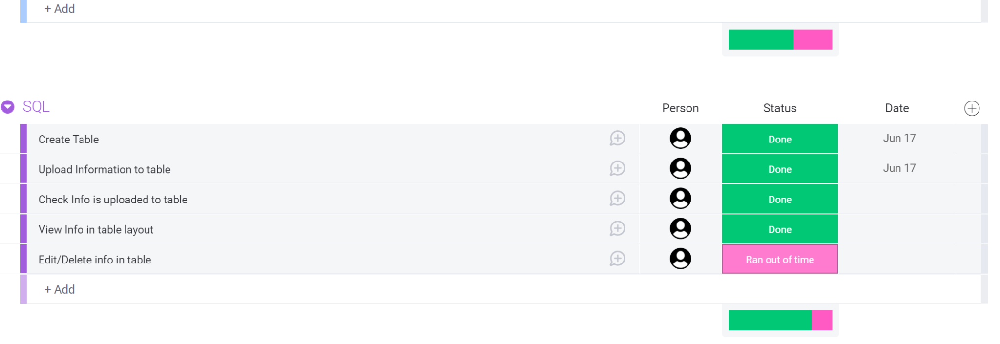 + Add
SQL Person Status Date
Create Table Done Jun 17
Upload Information to table Done Jun 17
Check Info is uploaded to table Done
View Info in table layout Done
Edit/Delete info in table Ran out of time
+ Add